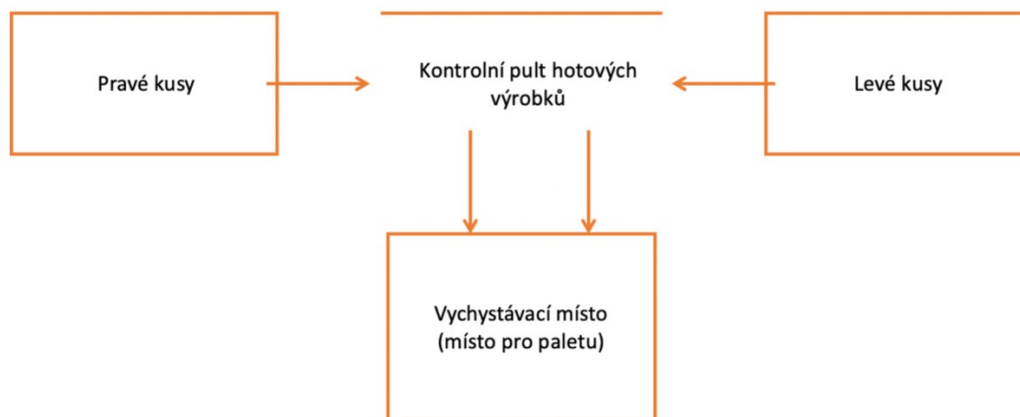 Pravé kusy
Kontrolní pult hotových
výrobků
Levé kusy
Vychystávací místo
(místo pro paletu)